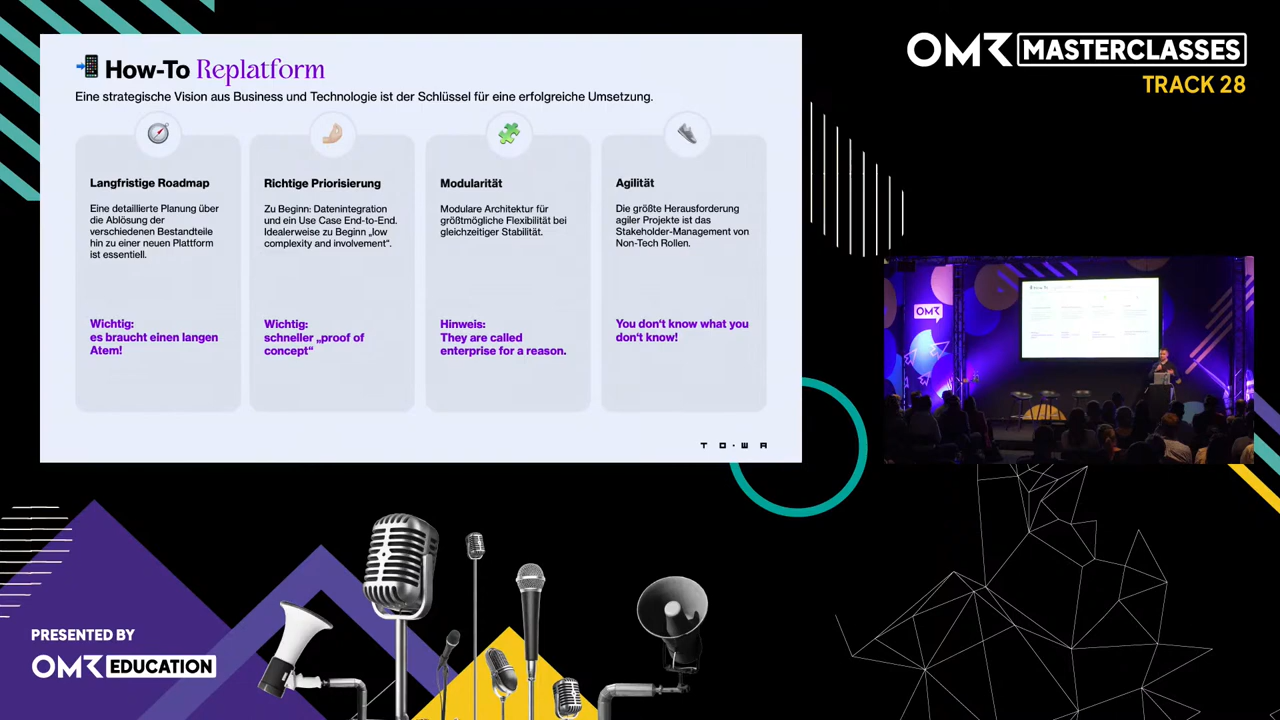 How-To Replatform
Eine strategische Vision aus Business und Technologie ist der Schlüssel für eine erfolgreiche Umsetzung.
Langfristige Roadmap
Eine detaillierte Planung über
die Ablösung der
verschiedenen Bestandteile
hin zu einer neuen Plattform
ist essentiell.
Wichtig:
es braucht einen langen
Atem!
Richtige Priorisierung
Zu Beginn: Datenintegration
und ein Use Case End-to-End.
Idealerweise zu Beginn „low
complexity and involvement“.
Wichtig:
schneller „proof of
concept“
Modularität
Modulare Architektur für
größtmögliche Flexibilität bei
gleichzeitiger Stabilität.
Hinweis:
They are called
enterprise for a reason.
Agilität
Die größte Herausforderung
agiler Projekte ist das
Stakeholder-Management von
Non-Tech Rollen.
You don‘t know what you
don‘t know!
TO·WA
OMR MASTERCLASSES
TRACK 28
OMR
PRESENTED BY
OMR EDUCATION